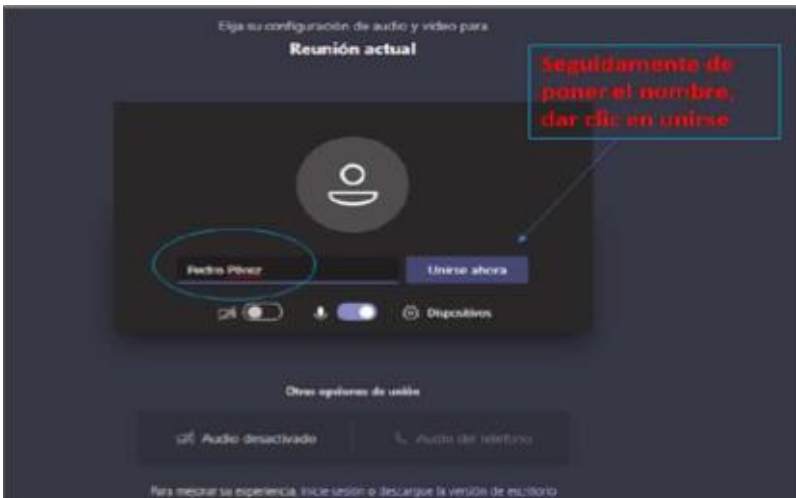 Elija su configuración de audio y video para
Reunión actual
Seguidamente de
poner el nombre,
dar clic en unirse
Pedro Pérez
Unirse ahora
Dispositivos
Otras opciones de unión
Audio desactivado
Audio del teléfono
Para mejorar su experiencia, inicie sesión o descargue la versión de escritorio